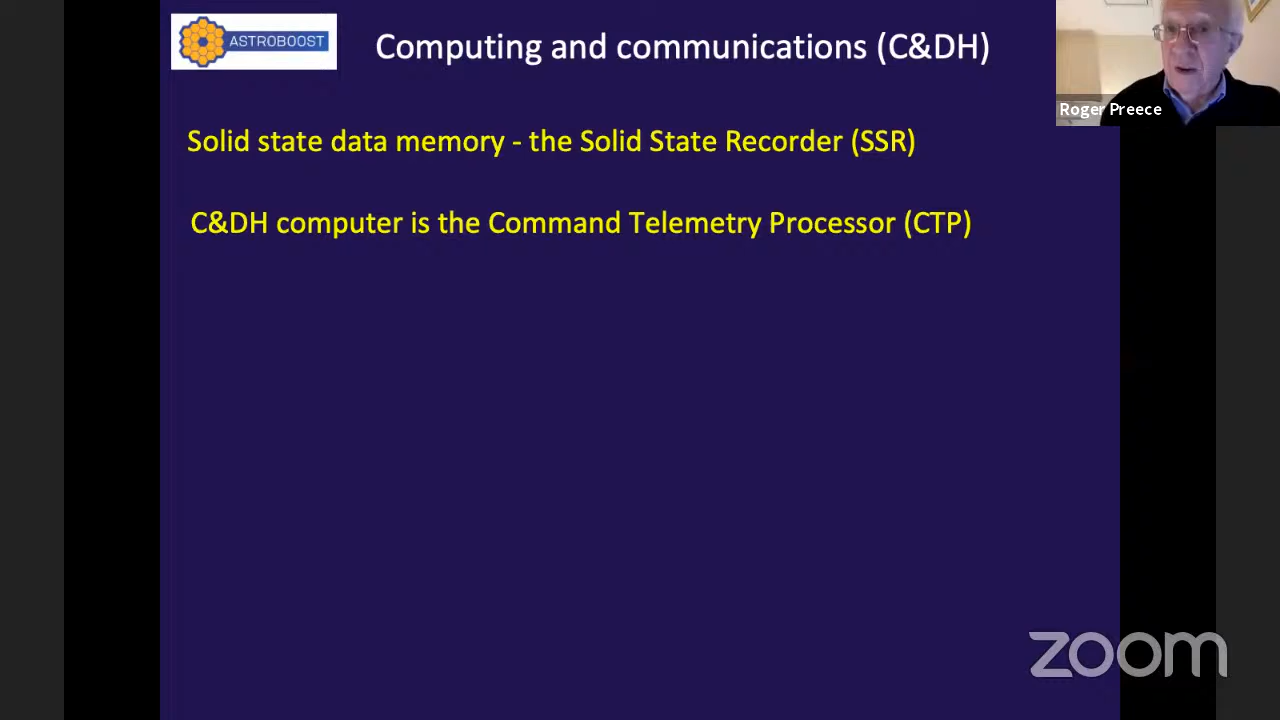 ASTROBOOST
Computing and communications (C&DH)
Roger Preece
Solid state data memory - the Solid State Recorder (SSR)
C&DH computer is the Command Telemetry Processor (CTP)
zoom